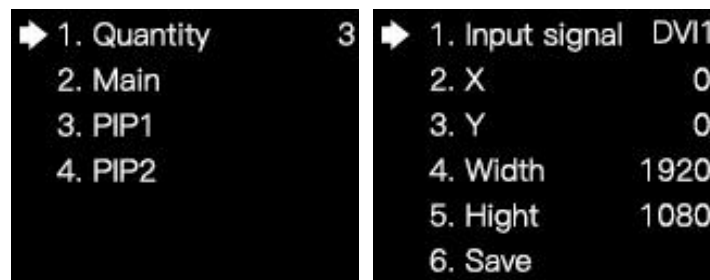 1. Quantity 3
2. Main
3. PIP1
4. PIP2
1. Input signal DVI1
2. X 0
3. Y 0
4. Width 1920
5. Hight 1080
6. Save